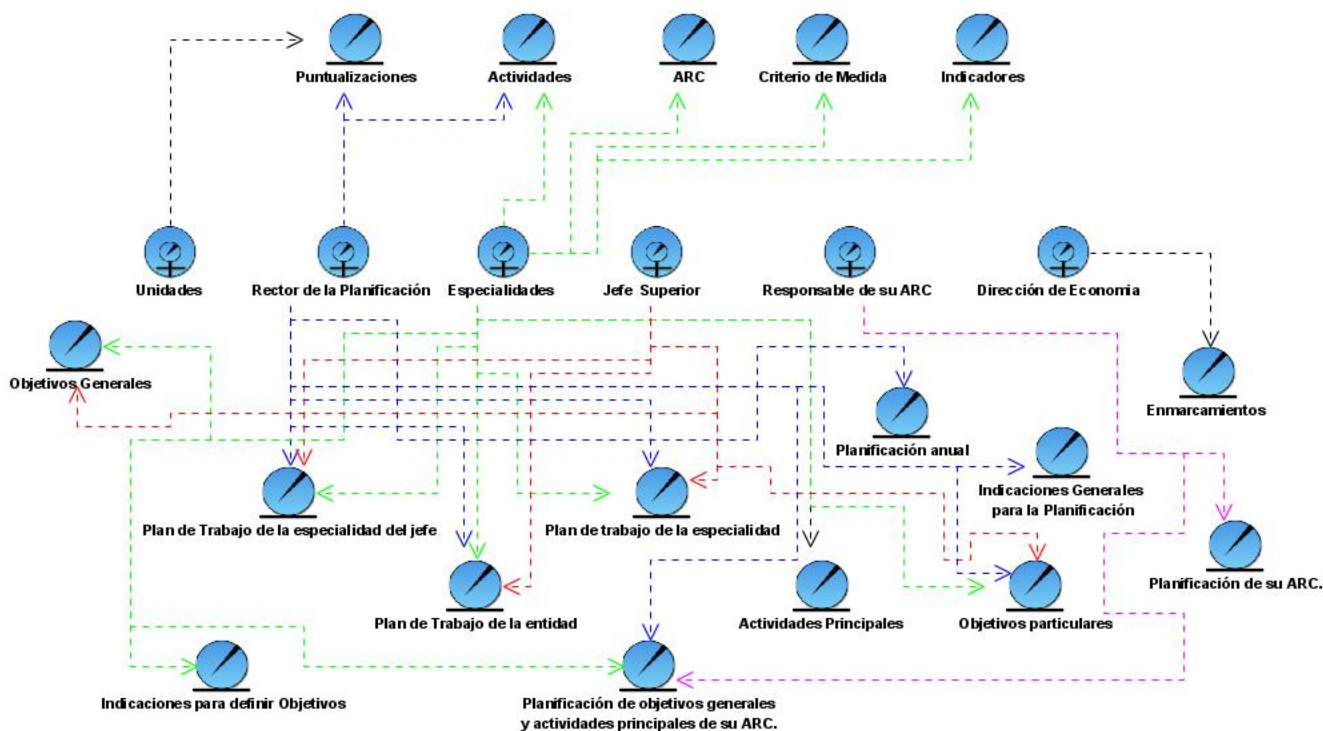 Puntualizaciones
Actividades
ARC
Criterio de Medida
Indicadores
Unidades
Rector de la Planificación
Especialidades
Jefe Superior
Responsable de su ARC
Dirección de Economia
Objetivos Generales
Enmarcamientos
Planificación anual
Indicaciones Generales
para la Planificación
Plan de Trabajo de la especialidad del jefe
Plan de trabajo de la especialidad
Planificación de su ARC.
Plan de Trabajo de la entidad
Actividades Principales
Objetivos particulares
Indicaciones para definir Objetivos
Planificación de objetivos generales
y actividades principales de su ARC.